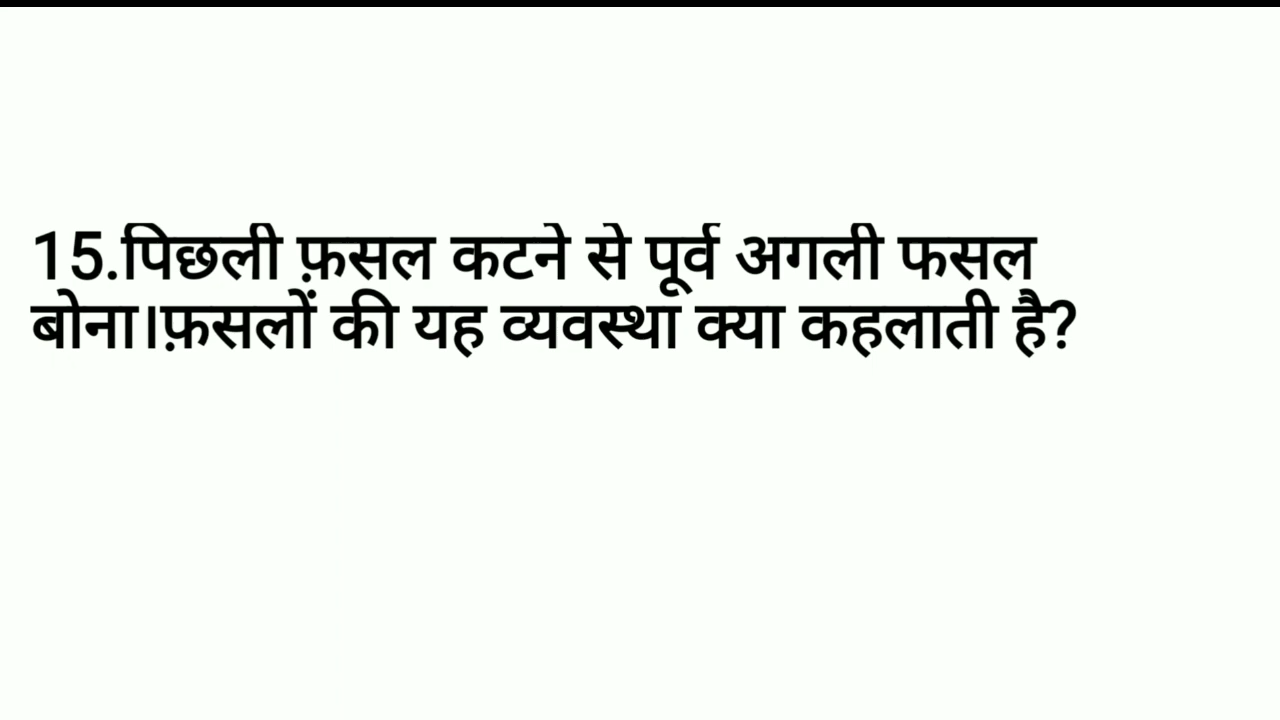 15.पिछली फ़सल कटने से पूर्व अगली फसल
बोना।फ़सलों की यह व्यवस्था क्या कहलाती है?